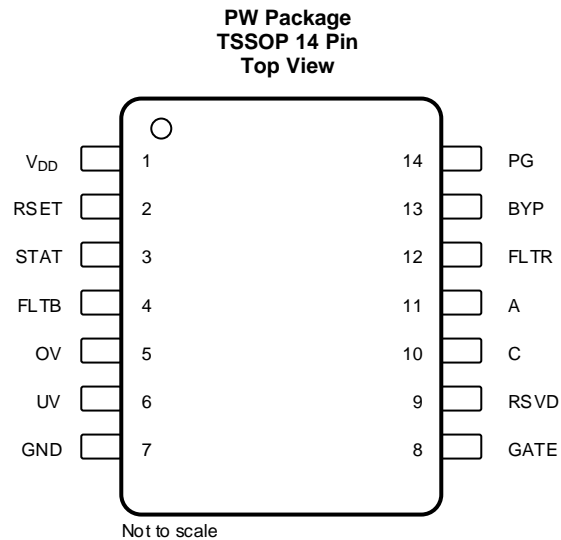 PW Package
TSSOP 14 Pin
Top View
VDD 1 14 PG
RSET 2 13 BYP
STAT 3 12 FLTR
FLTB 4 11 A
OV 5 10 C
UV 6 9 RSVD
GND 7 8 GATE
Not to scale